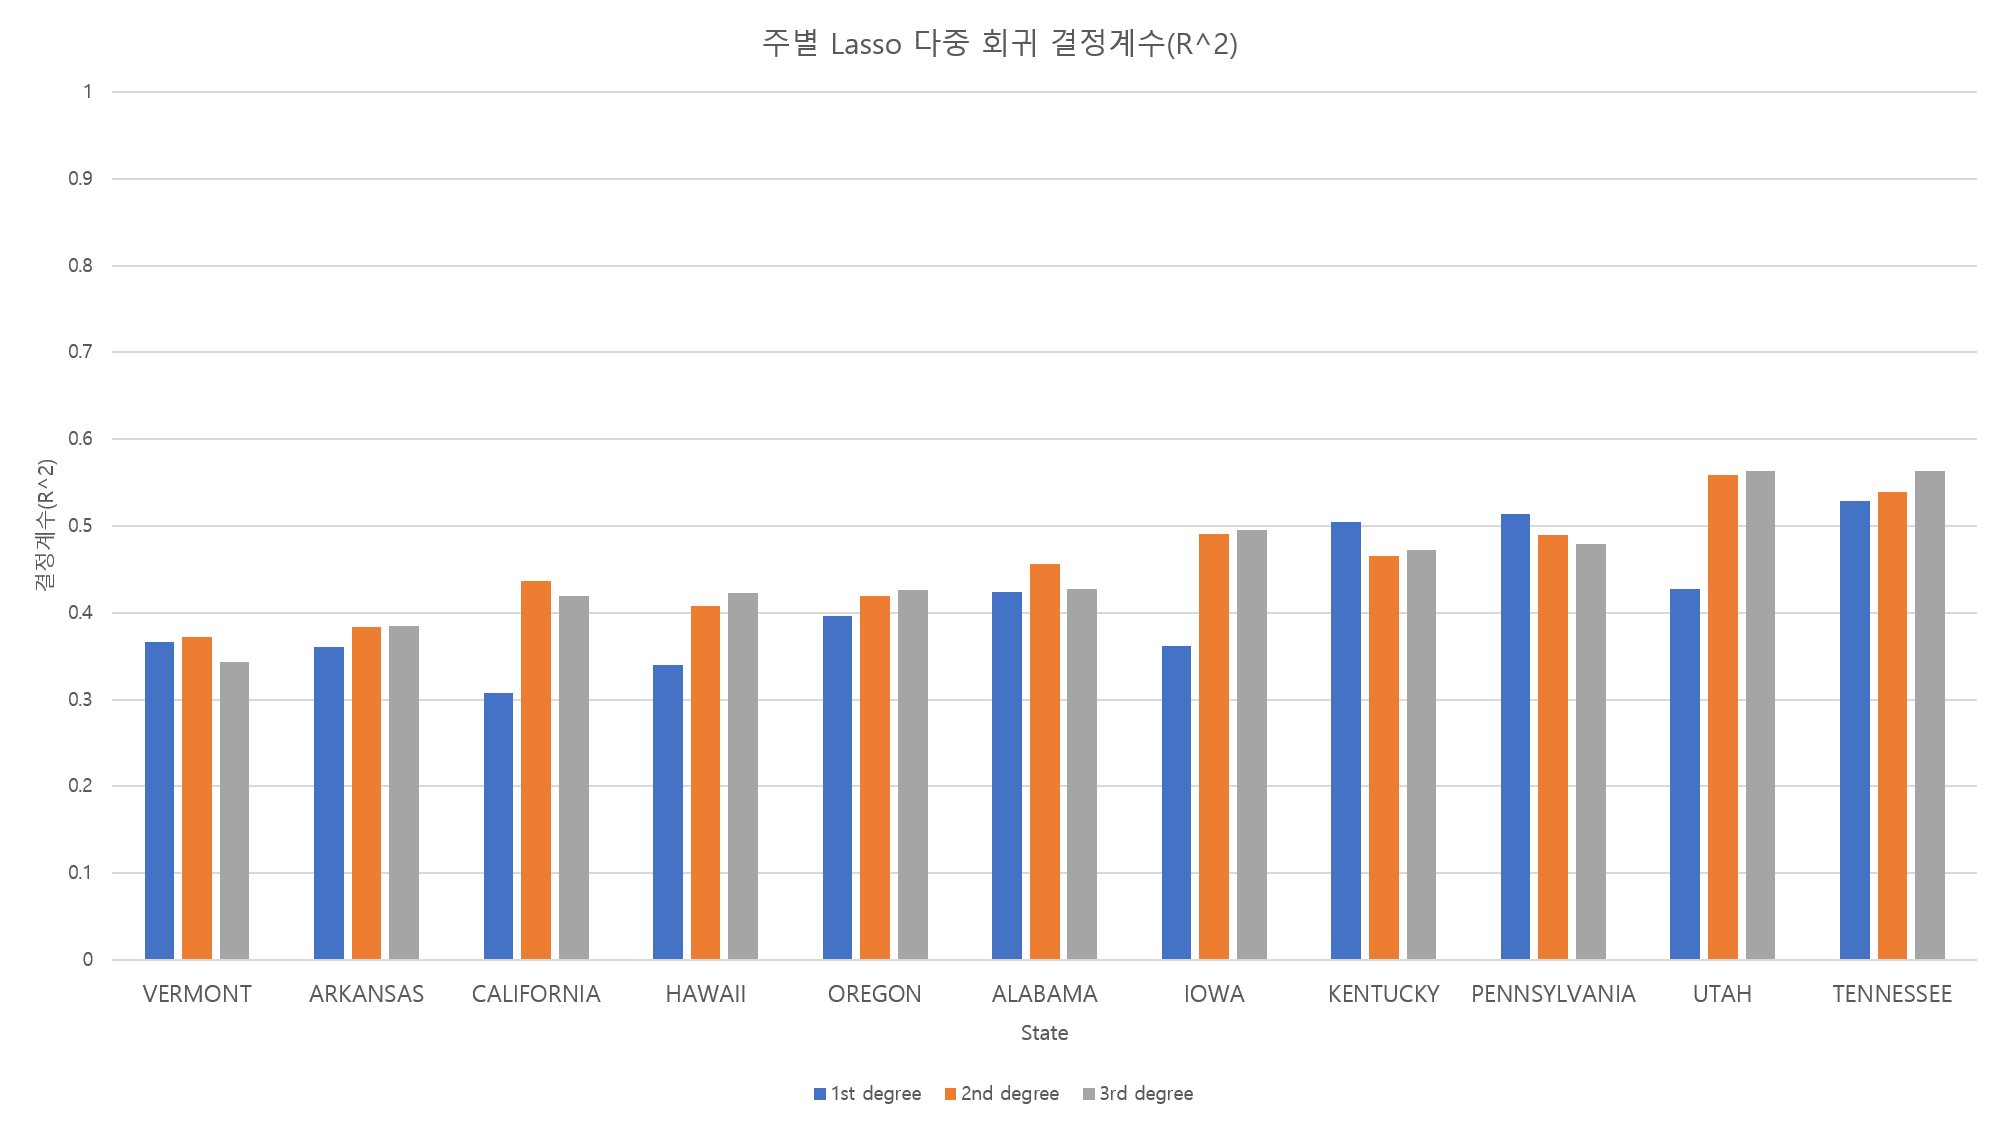 주별 Lasso 다중 회귀 결정계수(R^2)
1
0.9
0.8
0.7
0.6
0.5
0.4
0.3
0.2
0.1
0
결정계수(R^2)
VERMONT ARKANSAS CALIFORNIA HAWAII OREGON ALABAMA IOWA KENTUCKY PENNSYLVANIA UTAH TENNESSEE
State
1st degree 2nd degree 3rd degree